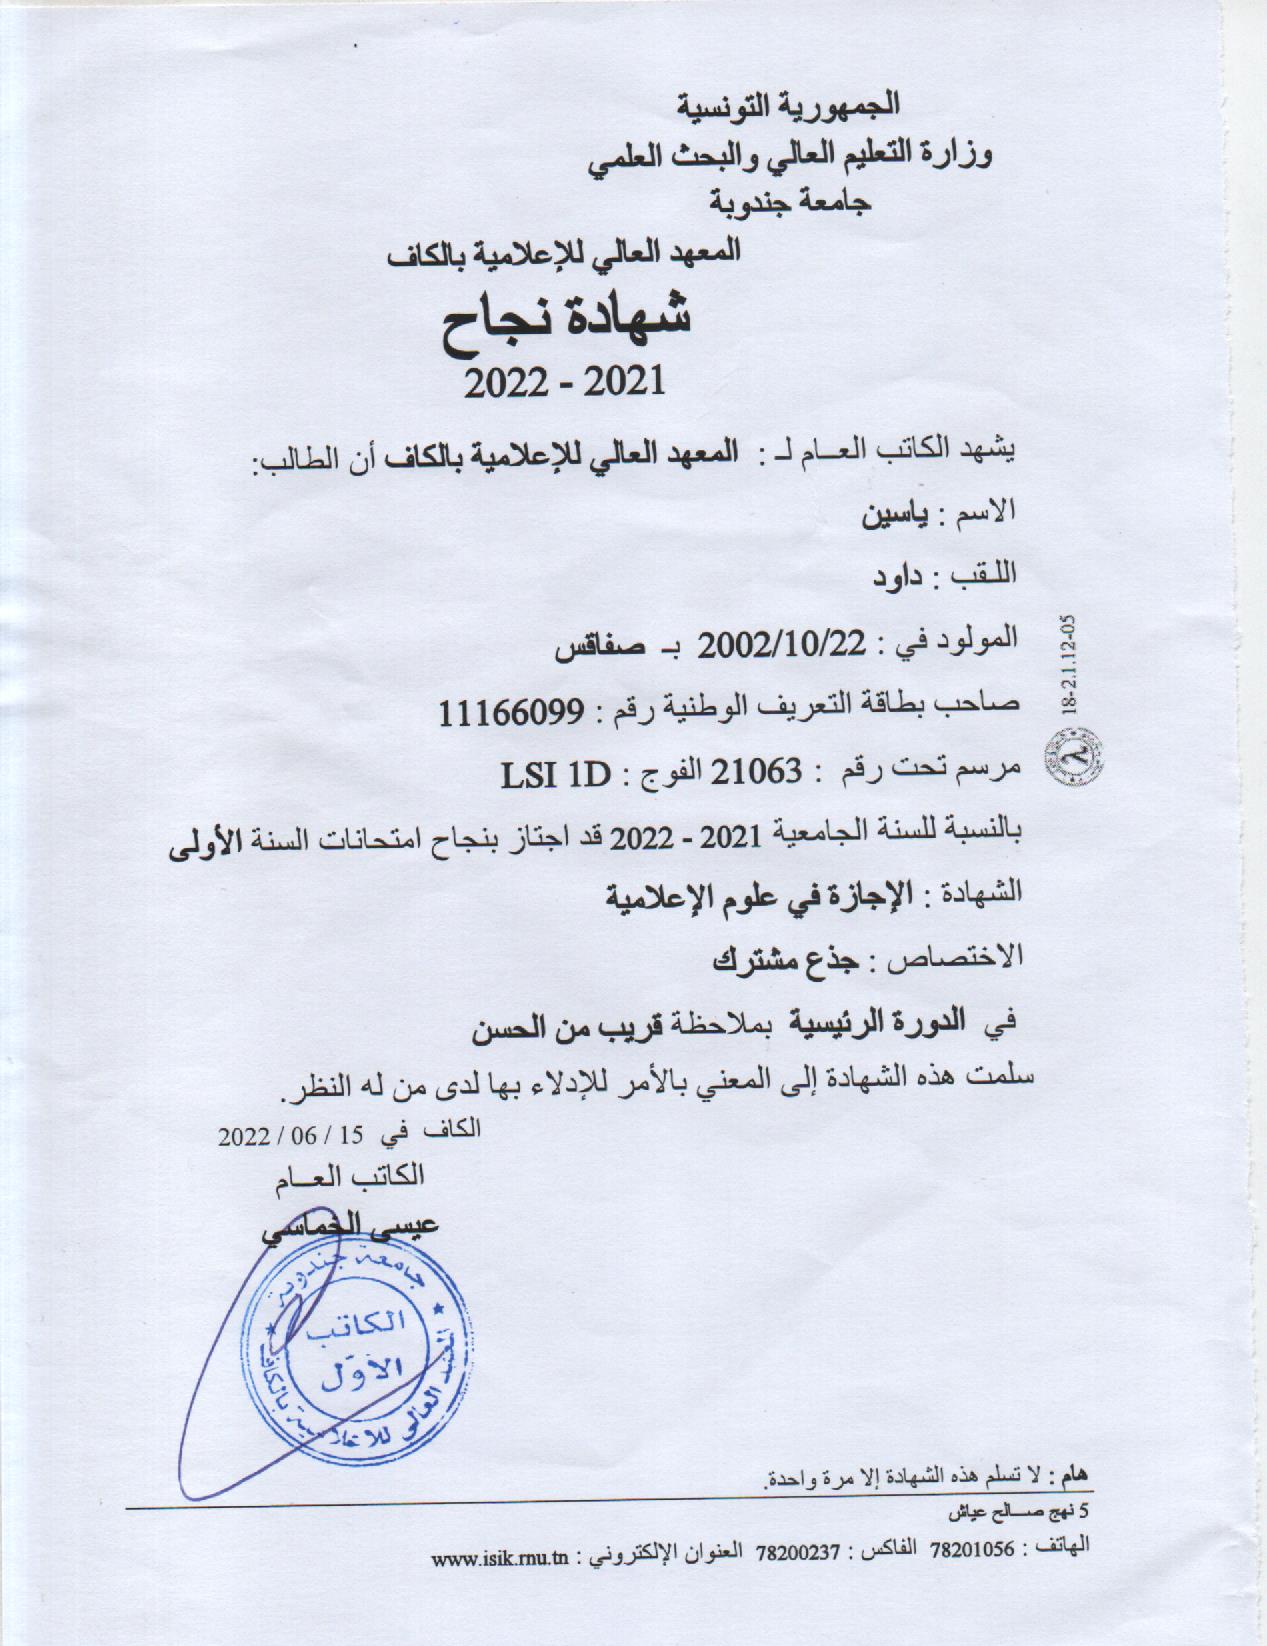 الجمهورية التونسية
وزارة التعليم العالي والبحث العلمي
جامعة جندوبة
المعهد العالي للإعلامية بالكاف
شهادة نجاح
2021 - 2022
يشهد الكاتب العـــام لـ : المعهد العالي للإعلامية بالكاف أن الطالب:
الاسم : ياسين
اللـقب : داود
المولود في : 2002/10/22 بـ صفاقس
صاحب بطاقة التعريف الوطنية رقم : 11166099
مرسم تحت رقم : 21063 الفوج : LSI 1D
بالنسبة للسنة الجامعية 2021 - 2022 قد اجتاز بنجاح امتحانات السنة الأولى
الشهادة : الإجازة في علوم الإعلامية
الاختصاص : جذع مشترك
في الدورة الرئيسية بملاحظة قريب من الحسن
سلمت هذه الشهادة إلى المعني بالأمر للإدلاء بها لدى من له النظر.
الكاف في 15 / 06 / 2022
الكاتب العـــام
عيسى الخماسي
جامعة جندوبة
الكاتب
الأول
المعهد العالي للإعلامية بالكاف
18-2.1.12-05
هام : لا تسلم هذه الشهادة إلا مرة واحدة.
5 نهج صـــالح عياش
الهاتف : 78201056 الفاكس : 78200237 العنوان الإلكتروني : www.isik.rnu.tn